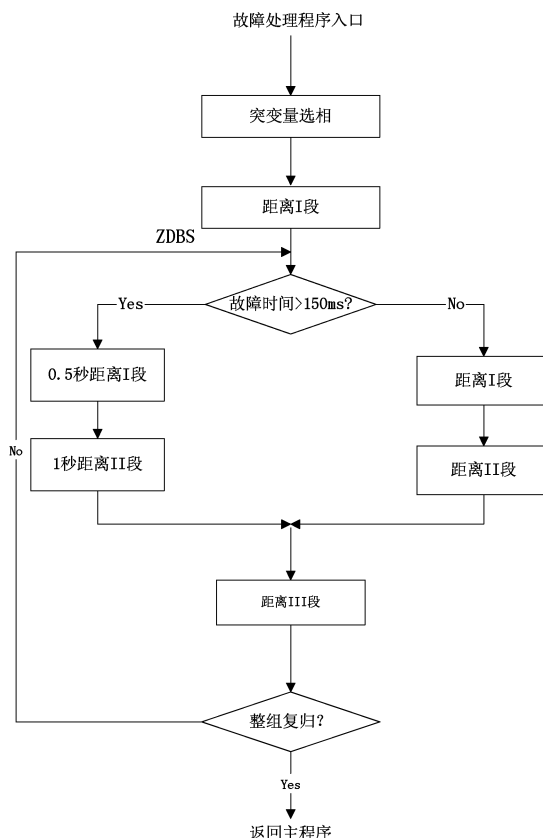 故障处理程序入口
突变量选相
距离I段
ZDBS
故障时间>150ms?
Yes
No
0.5秒距离I段
距离I段
No
1秒距离II段
距离II段
距离III段
整组复归?
Yes
返回主程序